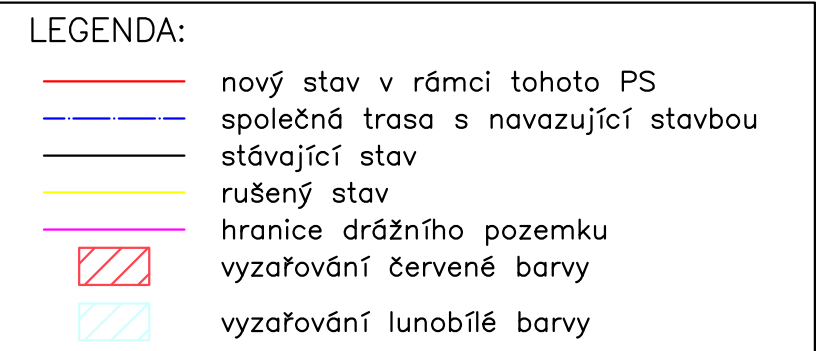 LEGENDA:
nový stav v rámci tohoto PS
společná trasa s navazující stavbou
stávající stav
rušený stav
hranice drážního pozemku
vyzařování červené barvy
vyzařování lunobílé barvy